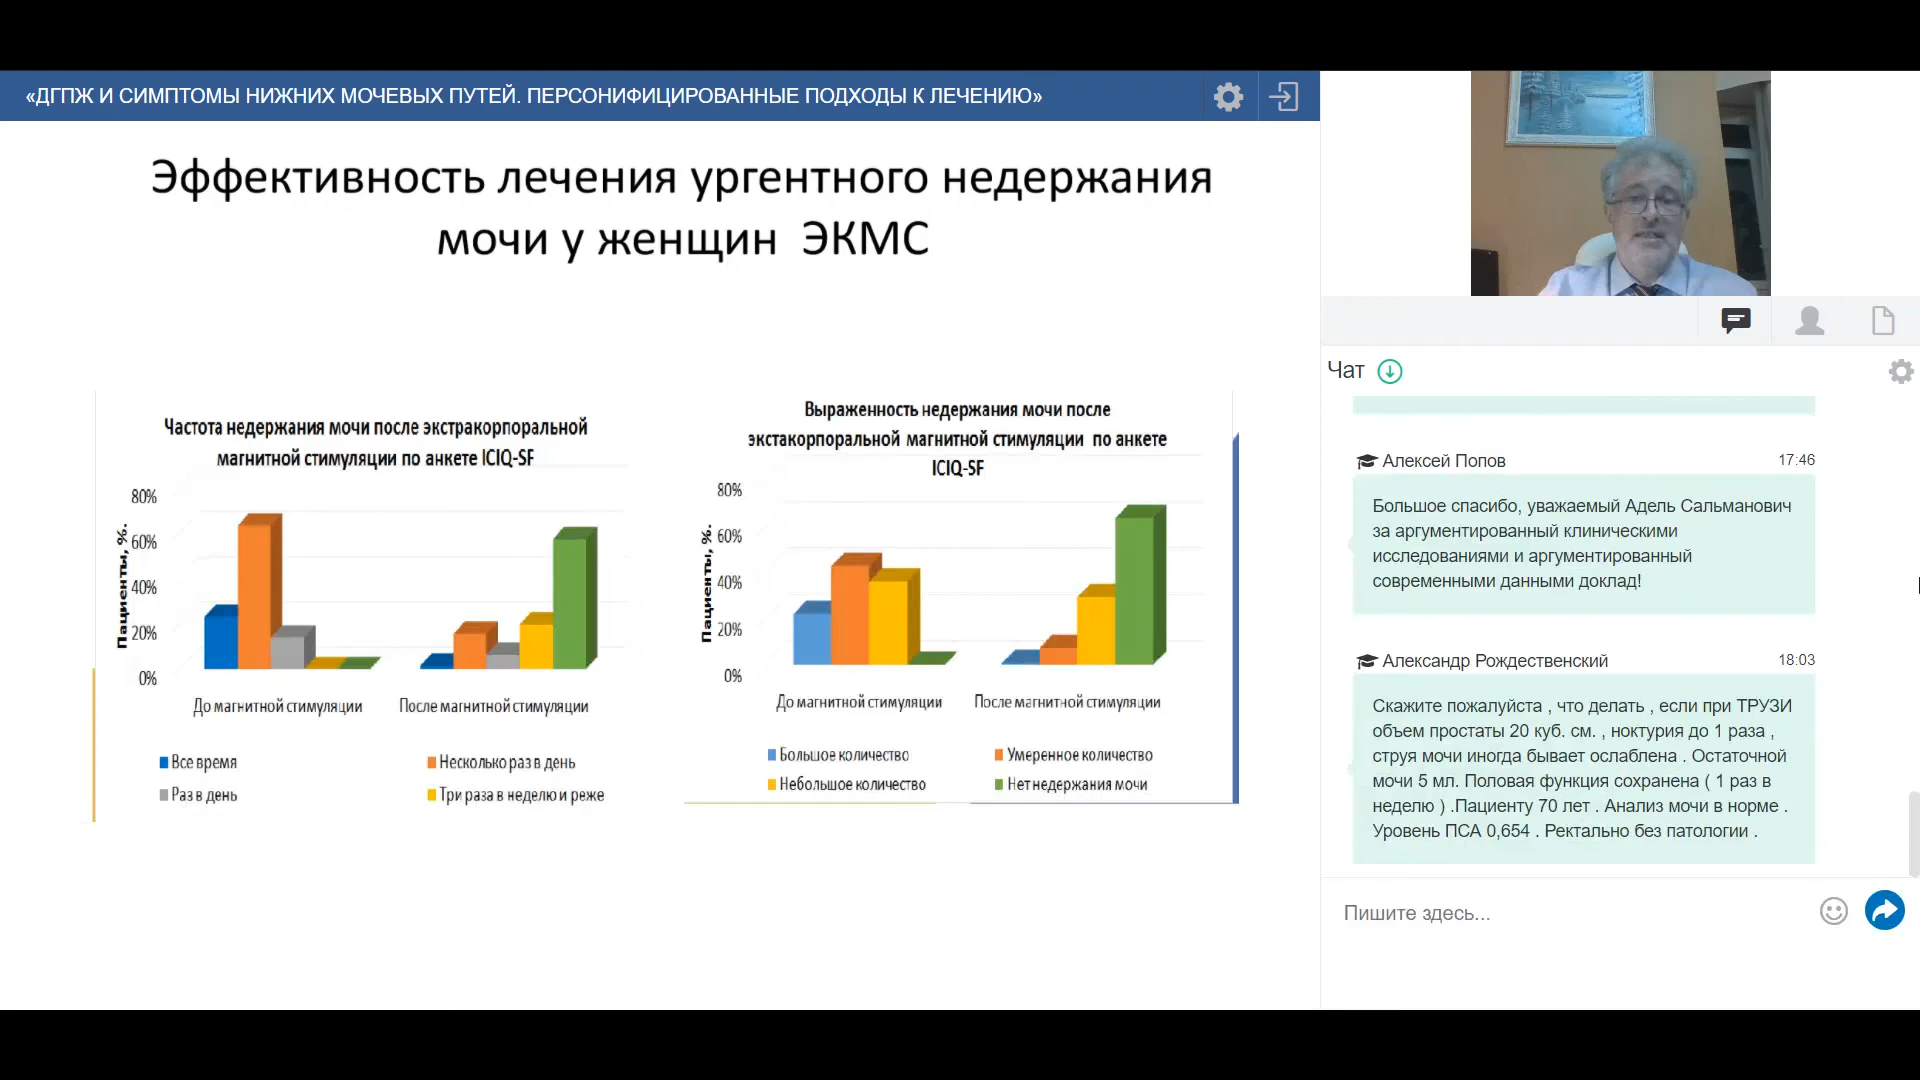 «ДГПЖ И СИМПТОМЫ НИЖНИХ МОЧЕВЫХ ПУТЕЙ. ПЕРСОНИФИЦИРОВАННЫЕ ПОДХОДЫ К ЛЕЧЕНИЮ»
Эффективность лечения ургентного недержания
мочи у женщин ЭКМС
Частота недержания мочи после экстракорпоральной
магнитной стимуляции по анкете ICIQ-SF
80%
60%
40%
20%
0%
Пациенты, %.
До магнитной стимуляции
После магнитной стимуляции
Все время
Несколько раз в день
Раз в день
Три раза в неделю и реже
Выраженность недержания мочи после
экстакорпоральной магнитной стимуляции по анкете
ICIQ-SF
80%
60%
40%
20%
0%
Пациенты, %.
До магнитной стимуляции
После магнитной стимуляции
Большое количество
Умеренное количество
Небольшое количество
Нет недержания мочи
Чат
Алексей Попов
17:46
Большое спасибо, уважаемый Адель Сальманович
за аргументированный клиническими
исследованиями и аргументированный
современными данными доклад!
Александр Рождественский
18:03
Скажите пожалуйста , что делать , если при ТРУЗИ
объем простаты 20 куб. см. , ноктурия до 1 раза ,
струя мочи иногда бывает ослаблена . Остаточной
мочи 5 мл. Половая функция сохранена ( 1 раз в
неделю ) .Пациенту 70 лет . Анализ мочи в норме .
Уровень ПСА 0,654 . Ректально без патологии .
Пишите здесь...